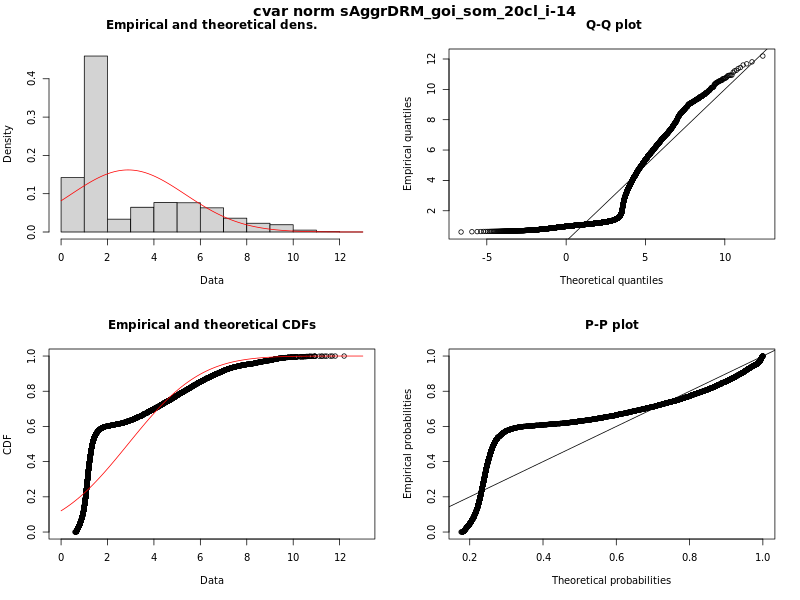 cvar norm sAggrDRM_goi_som_20cl_i-14
Empirical and theoretical dens.
Density
0.0 0.1 0.2 0.3 0.4
0 2 4 6 8 10 12
Data
Q-Q plot
Empirical quantiles
2 4 6 8 10 12
-5 0 5 10
Theoretical quantiles
Empirical and theoretical CDFs
CDF
0.0 0.2 0.4 0.6 0.8 1.0
0 2 4 6 8 10 12
Data
P-P plot
Empirical probabilities
0.0 0.2 0.4 0.6 0.8 1.0
0.2 0.4 0.6 0.8 1.0
Theoretical probabilities